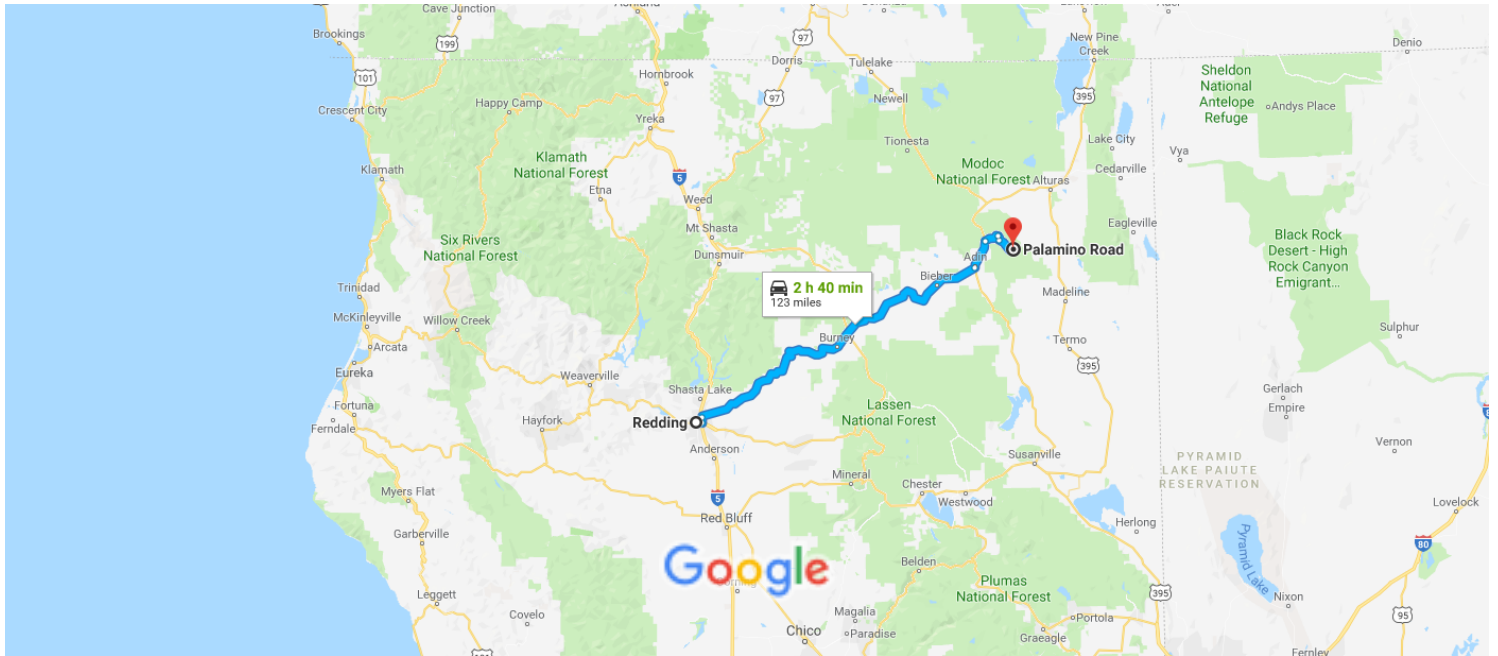 Cave Junction
97
Brookings
199
Dorris
New Pine
Creek
Denio
101
Hornbrook
Tulelake
Sheldon
National
Antelope
Refuge
Crescent City
Happy Camp
97
Newell
395
Andys Place
Yreka
Tionesta
Lake City
Klamath
National Forest
Modoc
National Forest
Vya
Klamath
5
Cedarville
Etna
Weed
Alturas
Mt Shasta
Eagleville
Six Rivers
National Forest
Dunsmuir
Palamino Road
Black Rock
Desert - High
Rock Canyon
Emigrant...
Adin
Bieber
Trinidad
2 h 40 min
123 miles
Madeline
McKinleyville
Willow Creek
Sulphur
Arcata
Burney
Termo
Eureka
Weaverville
395
Shasta Lake
Gerlach
Fortuna
Lassen
National Forest
Empire
Ferndale
Hayfork
Redding
Anderson
Vernon
Susanville
PYRAMID
LAKE PAIUTE
RESERVATION
Mineral
Myers Flat
5
Chester
Westwood
Lovelock
Red Bluff
Herlong
Garberville
Pyramid Lake
80
Google
Belden
Plumas
National Forest
Leggett
395
Nixon
Covelo
Magalia
Portola
95
Chico
Paradise
Graeagle
Fernley